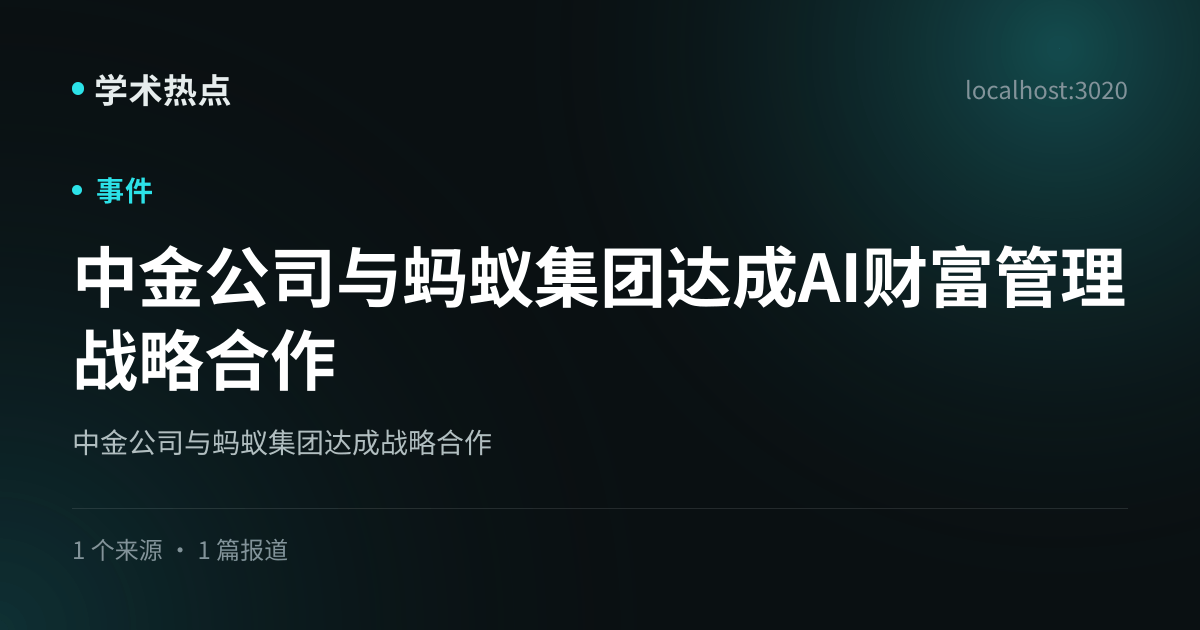 学术热点
localhost:3020
事件
中金公司与蚂蚁集团达成AI财富管理
战略合作
中金公司与蚂蚁集团达成战略合作
1 个来源 · 1 篇报道